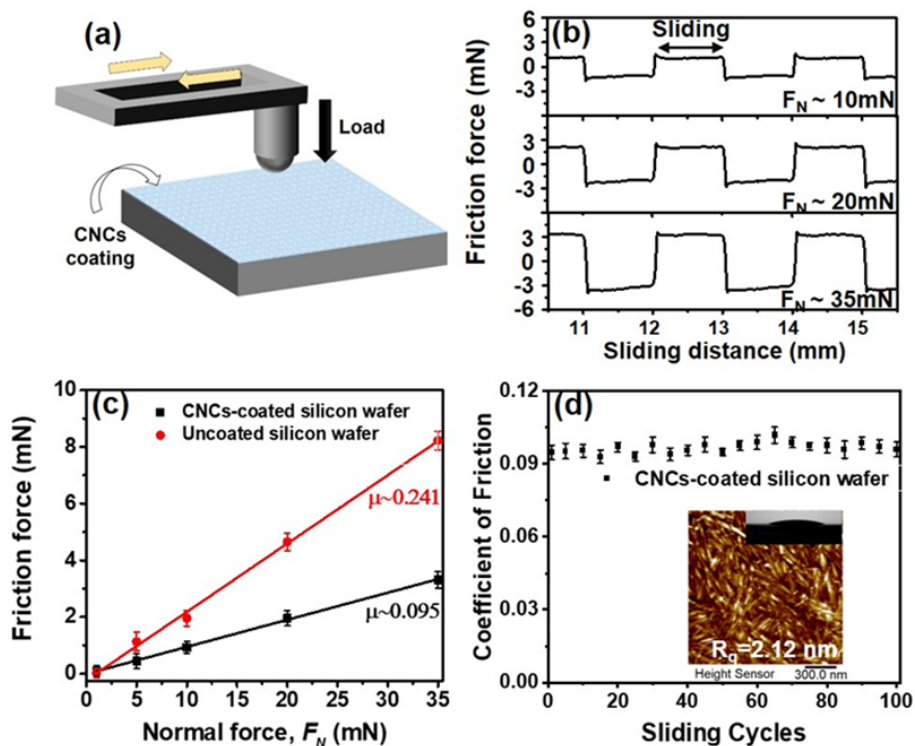 (a)
Load
CNCs
coating
(b)
Sliding
Friction force (mN)
3
0
-3
F_N ~ 10mN
3
0
-3
F_N ~ 20mN
3
0
-3
-6
F_N ~ 35mN
11 12 13 14 15
Sliding distance (mm)
(c)
CNCs-coated silicon wafer
Uncoated silicon wafer
Friction force (mN)
10
8
6
4
2
0
μ~0.241
μ~0.095
0 5 10 15 20 25 30 35
Normal force, F_N (mN)
(d)
Coefficient of Friction
0.12
0.09
0.06
0.03
0.00
CNCs-coated silicon wafer
R_q=2.12 nm
Height Sensor
300.0 nm
0 20 40 60 80 100
Sliding Cycles